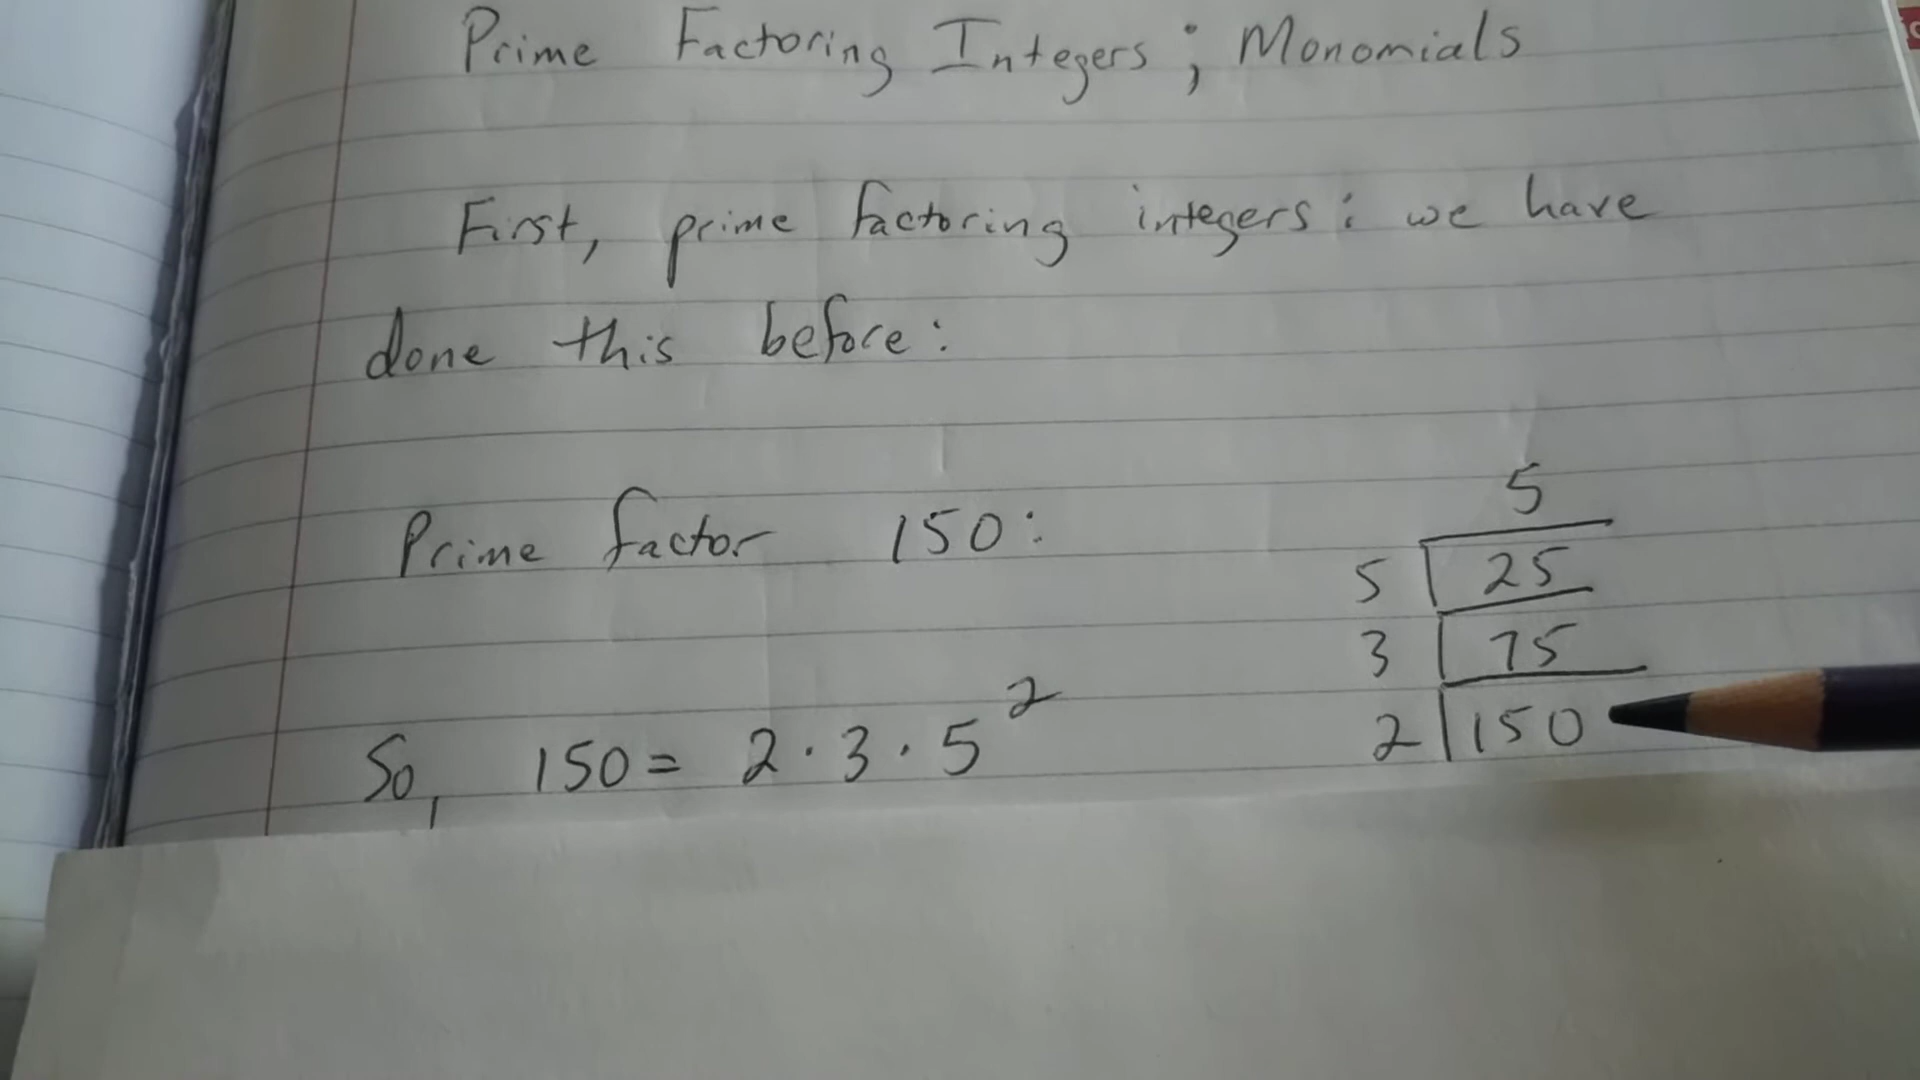 Prime Factoring Integers; Monomials
First, prime factoring integers: we have
done this before:
Prime factor 150:
5
5 25
3 75
2 150
So, 150 = 2 · 3 · 5²